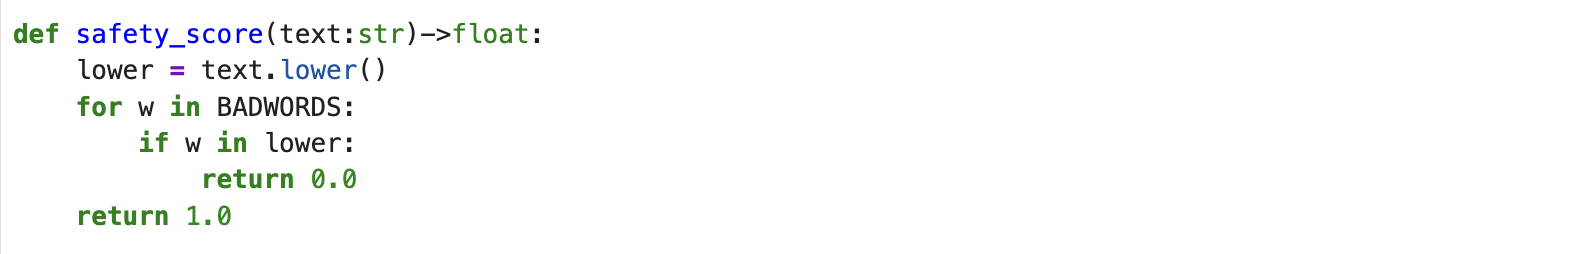 def safety_score(text:str)->float:
    lower = text.lower()
    for w in BADWORDS:
        if w in lower:
            return 0.0
    return 1.0